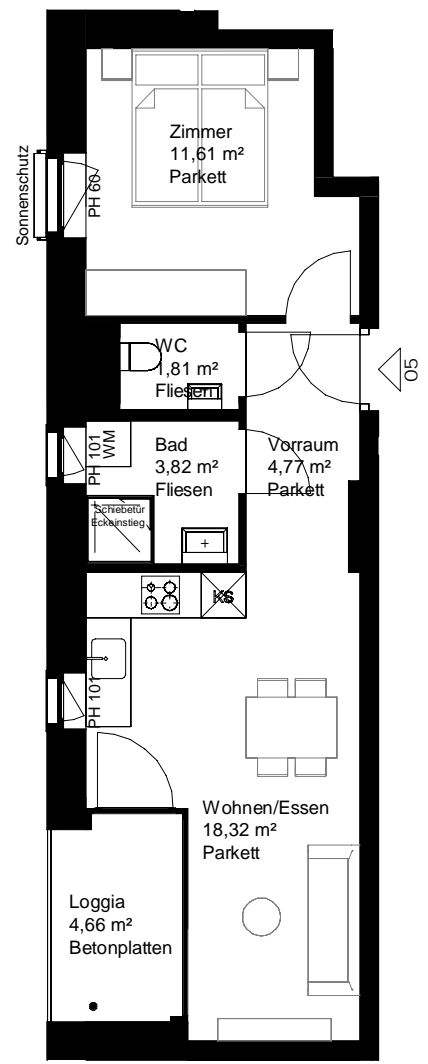 Zimmer
11,61 m²
Parkett
Sonnenschutz
PH 60
WC
1,81 m²
Fliesen
05
PH 101
WM
Bad
3,82 m²
Fliesen
Vorraum
4,77 m²
Parkett
Schiebetür
Eckeinstieg
KS
PH 101
Wohnen/Essen
18,32 m²
Parkett
Loggia
4,66 m²
Betonplatten